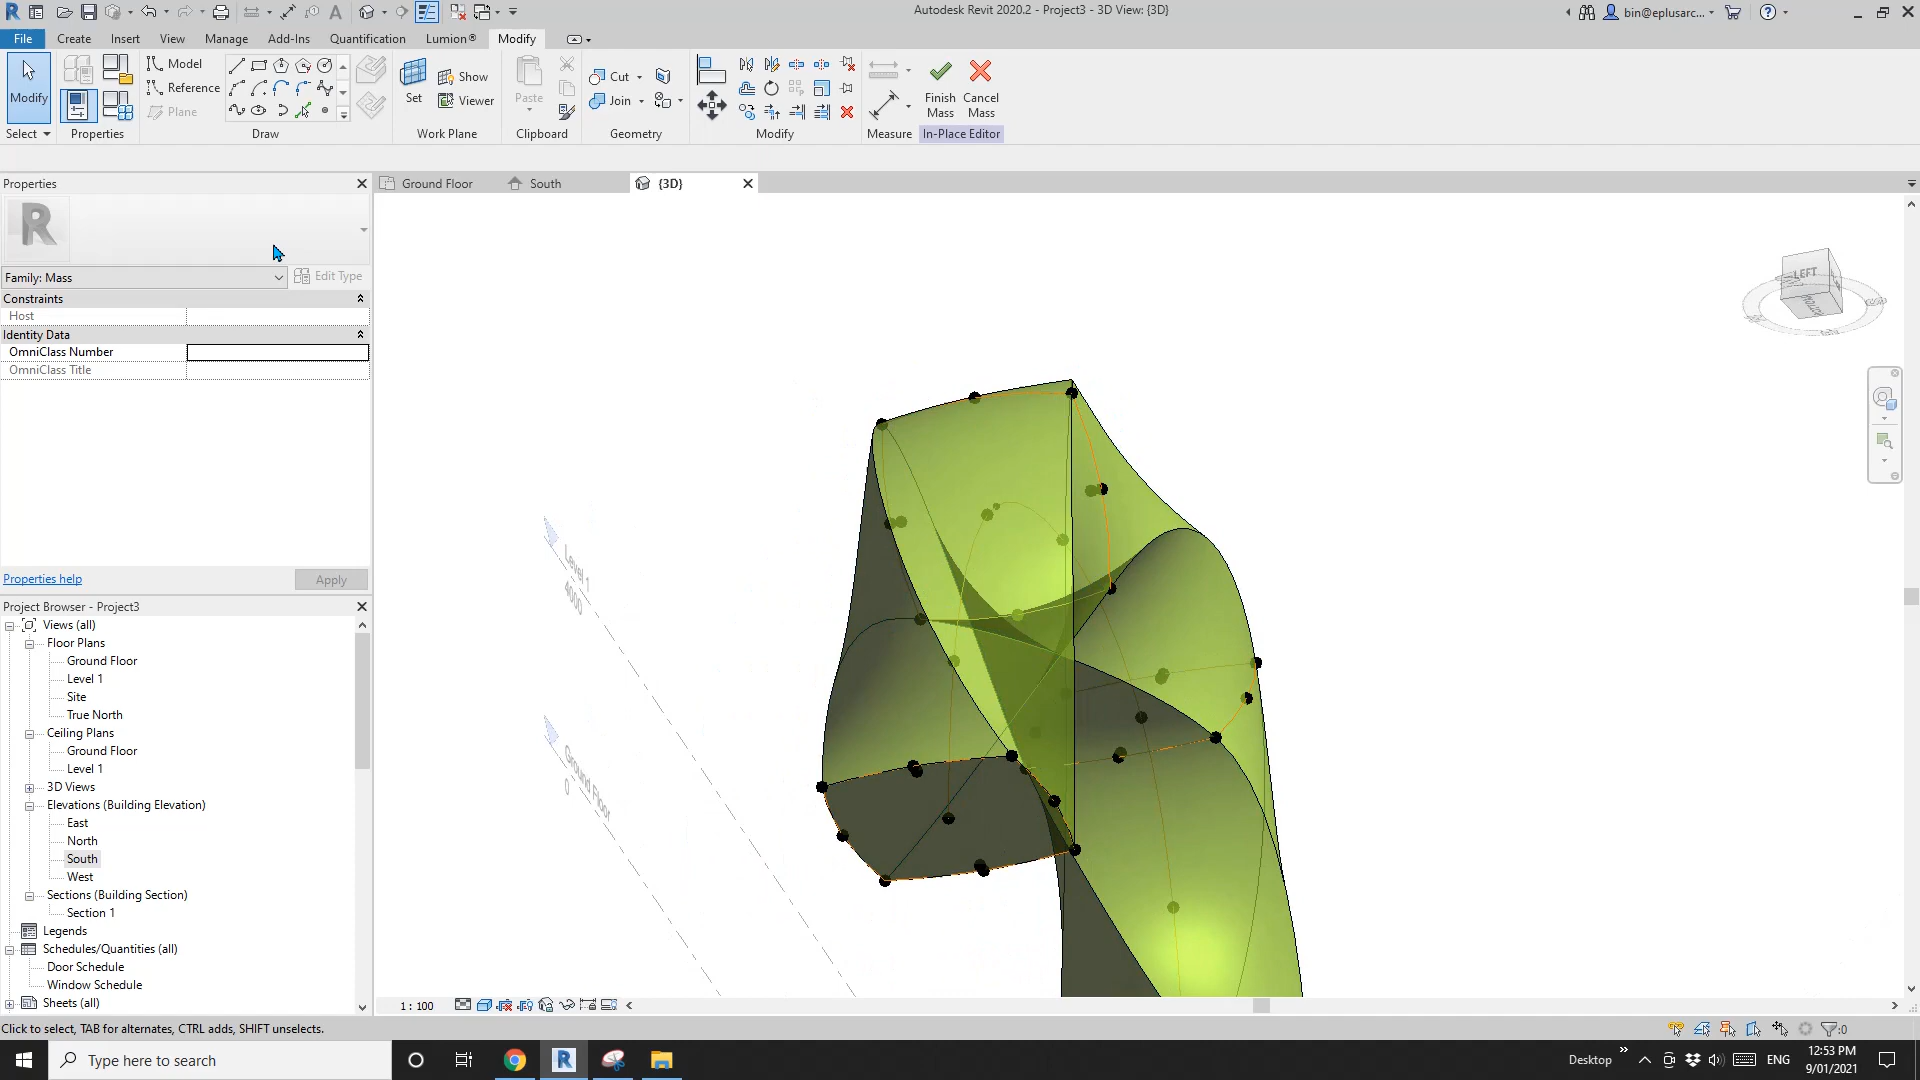 Autodesk Revit 2020.2 - Project3 - 3D View: {3D}
bin@eplusarc...
File Create Insert View Manage Add-Ins Quantification Lumion® Modify
Modify
Select
Properties
Model
Reference
Plane
Draw
Set
Show
Viewer
Work Plane
Paste
Clipboard
Cut
Join
Geometry
Modify
Measure
Finish Mass
Cancel Mass
In-Place Editor
Properties
Ground Floor
South
{3D}
R
Family: Mass
Edit Type
Constraints
Host
Identity Data
OmniClass Number
OmniClass Title
Properties help
Apply
Project Browser - Project3
Views (all)
Floor Plans
Ground Floor
Level 1
Site
True North
Ceiling Plans
Ground Floor
Level 1
3D Views
Elevations (Building Elevation)
East
North
South
West
Sections (Building Section)
Section 1
Legends
Schedules/Quantities (all)
Door Schedule
Window Schedule
Sheets (all)
Level 1
4000
Ground Floor
0
LEFT
1 : 100
Click to select, TAB for alternates, CTRL adds, SHIFT unselects.
:0
Type here to search
Desktop
ENG
12:53 PM
9/01/2021